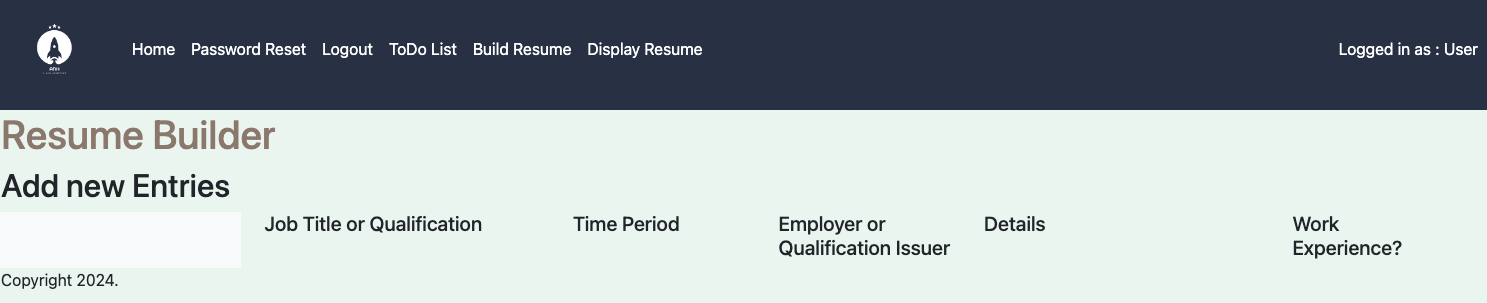 Home Password Reset Logout ToDo List Build Resume Display Resume Logged in as : User
Resume Builder
Add new Entries
Job Title or Qualification
Time Period
Employer or
Qualification Issuer
Details
Work
Experience?
Copyright 2024.